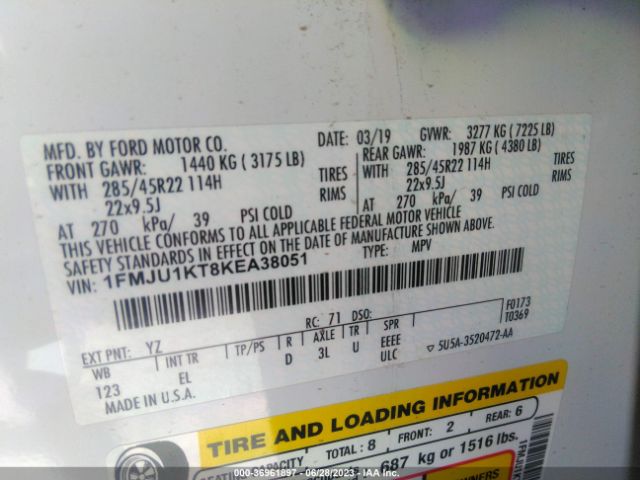 MFD. BY FORD MOTOR CO.
DATE: 03/19 GVWR: 3277 KG ( 7225 LB)
FRONT GAWR: 1440 KG ( 3175 LB)
REAR GAWR: 1987 KG ( 4380 LB)
WITH 285/45R22 114H TIRES
WITH 285/45R22 114H TIRES
22x9.5J RIMS
22x9.5J RIMS
AT 270 kPa/ 39 PSI COLD
AT 270 kPa/ 39 PSI COLD
THIS VEHICLE CONFORMS TO ALL APPLICABLE FEDERAL MOTOR VEHICLE
SAFETY STANDARDS IN EFFECT ON THE DATE OF MANUFACTURE SHOWN ABOVE.
VIN: 1FMJU1KT8KEA38051
TYPE: MPV
F0173
T0369
RC: 71 DSO:
EXT PNT: YZ
WB INT TR TP/PS R AXLE TR SPR
123 EL D 3L U EEEE
ULC
5U5A-3520472-AA
MADE IN U.S.A.
TIRE AND LOADING INFORMATION
SEATING CAPACITY TOTAL : 8 FRONT: 2 REAR: 6
687 kg or 1516 lbs.
OWNERS
000-36961897 - 06/28/2023 - IAA Inc.